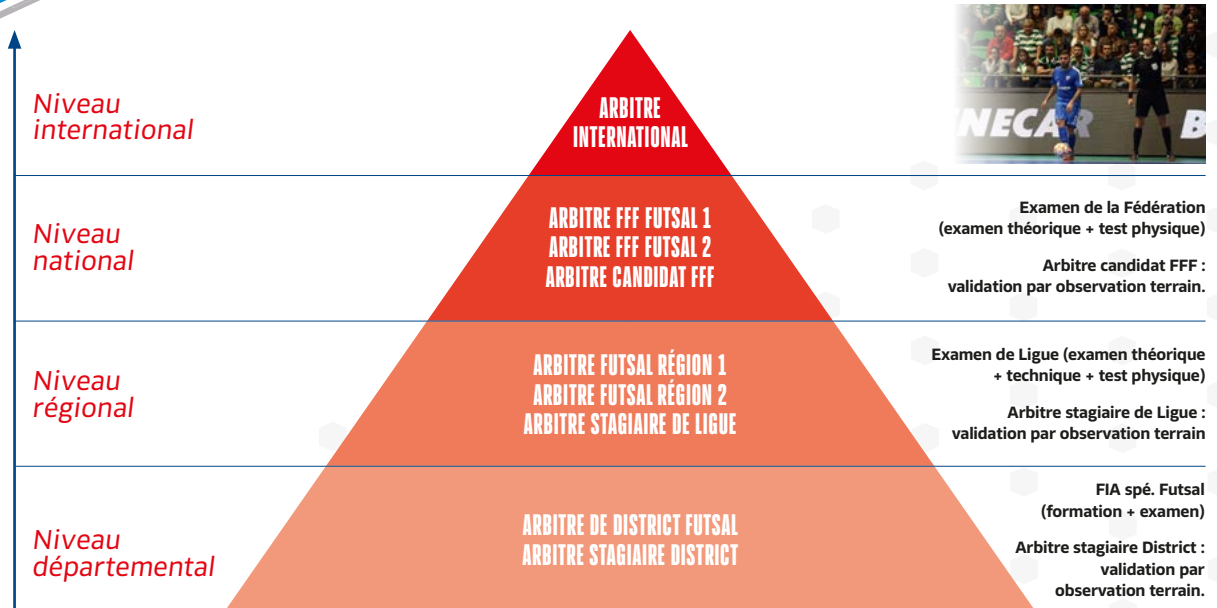 Niveau
international
ARBITRE
INTERNATIONAL
NECAR
B
Niveau
national
ARBITRE FFF FUTSAL 1
ARBITRE FFF FUTSAL 2
ARBITRE CANDIDAT FFF
Examen de la Fédération
(examen théorique + test physique)
Arbitre candidat FFF :
validation par observation terrain.
Niveau
régional
ARBITRE FUTSAL RÉGION 1
ARBITRE FUTSAL RÉGION 2
ARBITRE STAGIAIRE DE LIGUE
Examen de Ligue (examen théorique
+ technique + test physique)
Arbitre stagiaire de Ligue :
validation par observation terrain
Niveau
départemental
ARBITRE DE DISTRICT FUTSAL
ARBITRE STAGIAIRE DISTRICT
FIA spé. Futsal
(formation + examen)
Arbitre stagiaire District :
validation par
observation terrain.